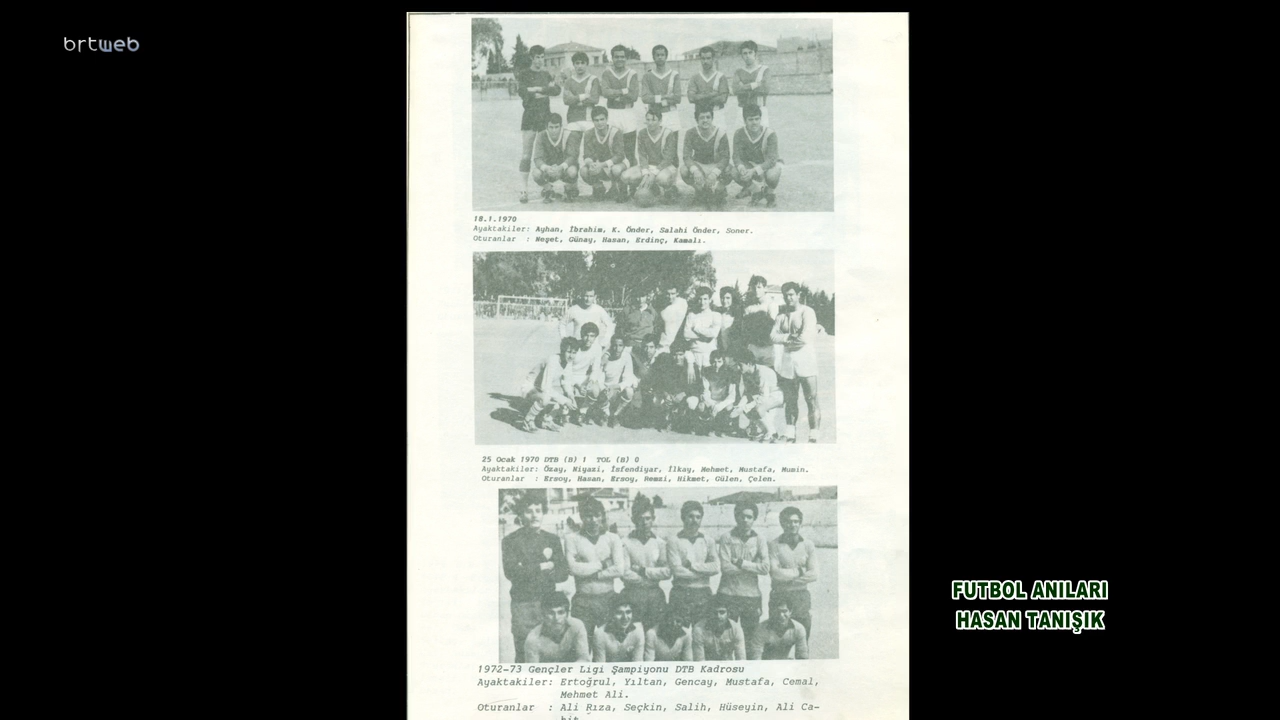 brtweb
18.1.1970
Ayaktakiler: Ayhan, İbrahim, K. Önder, Salahi Önder, Soner.
Oturanlar : Neşet, Günay, Hasan, Erdinç, Kamalı.
25 Ocak 1970 DTB (B) 1 TOL (B) 0
Ayaktakiler: Özay, Niyazi, İsfendiyar, İlkay, Mehmet, Mustafa, Mumin.
Oturanlar : Ersoy, Hasan, Ersoy, Remzi, Hikmet, Gülen, Çelen.
1972-73 Gençler Ligi Şampiyonu DTB Kadrosu
Ayaktakiler: Ertoğrul, Yıltan, Gencay, Mustafa, Cemal,
Mehmet Ali.
Oturanlar : Ali Rıza, Seçkin, Salih, Hüseyin, Ali Ca-
FUTBOL ANILARI
HASAN TANIŞIK